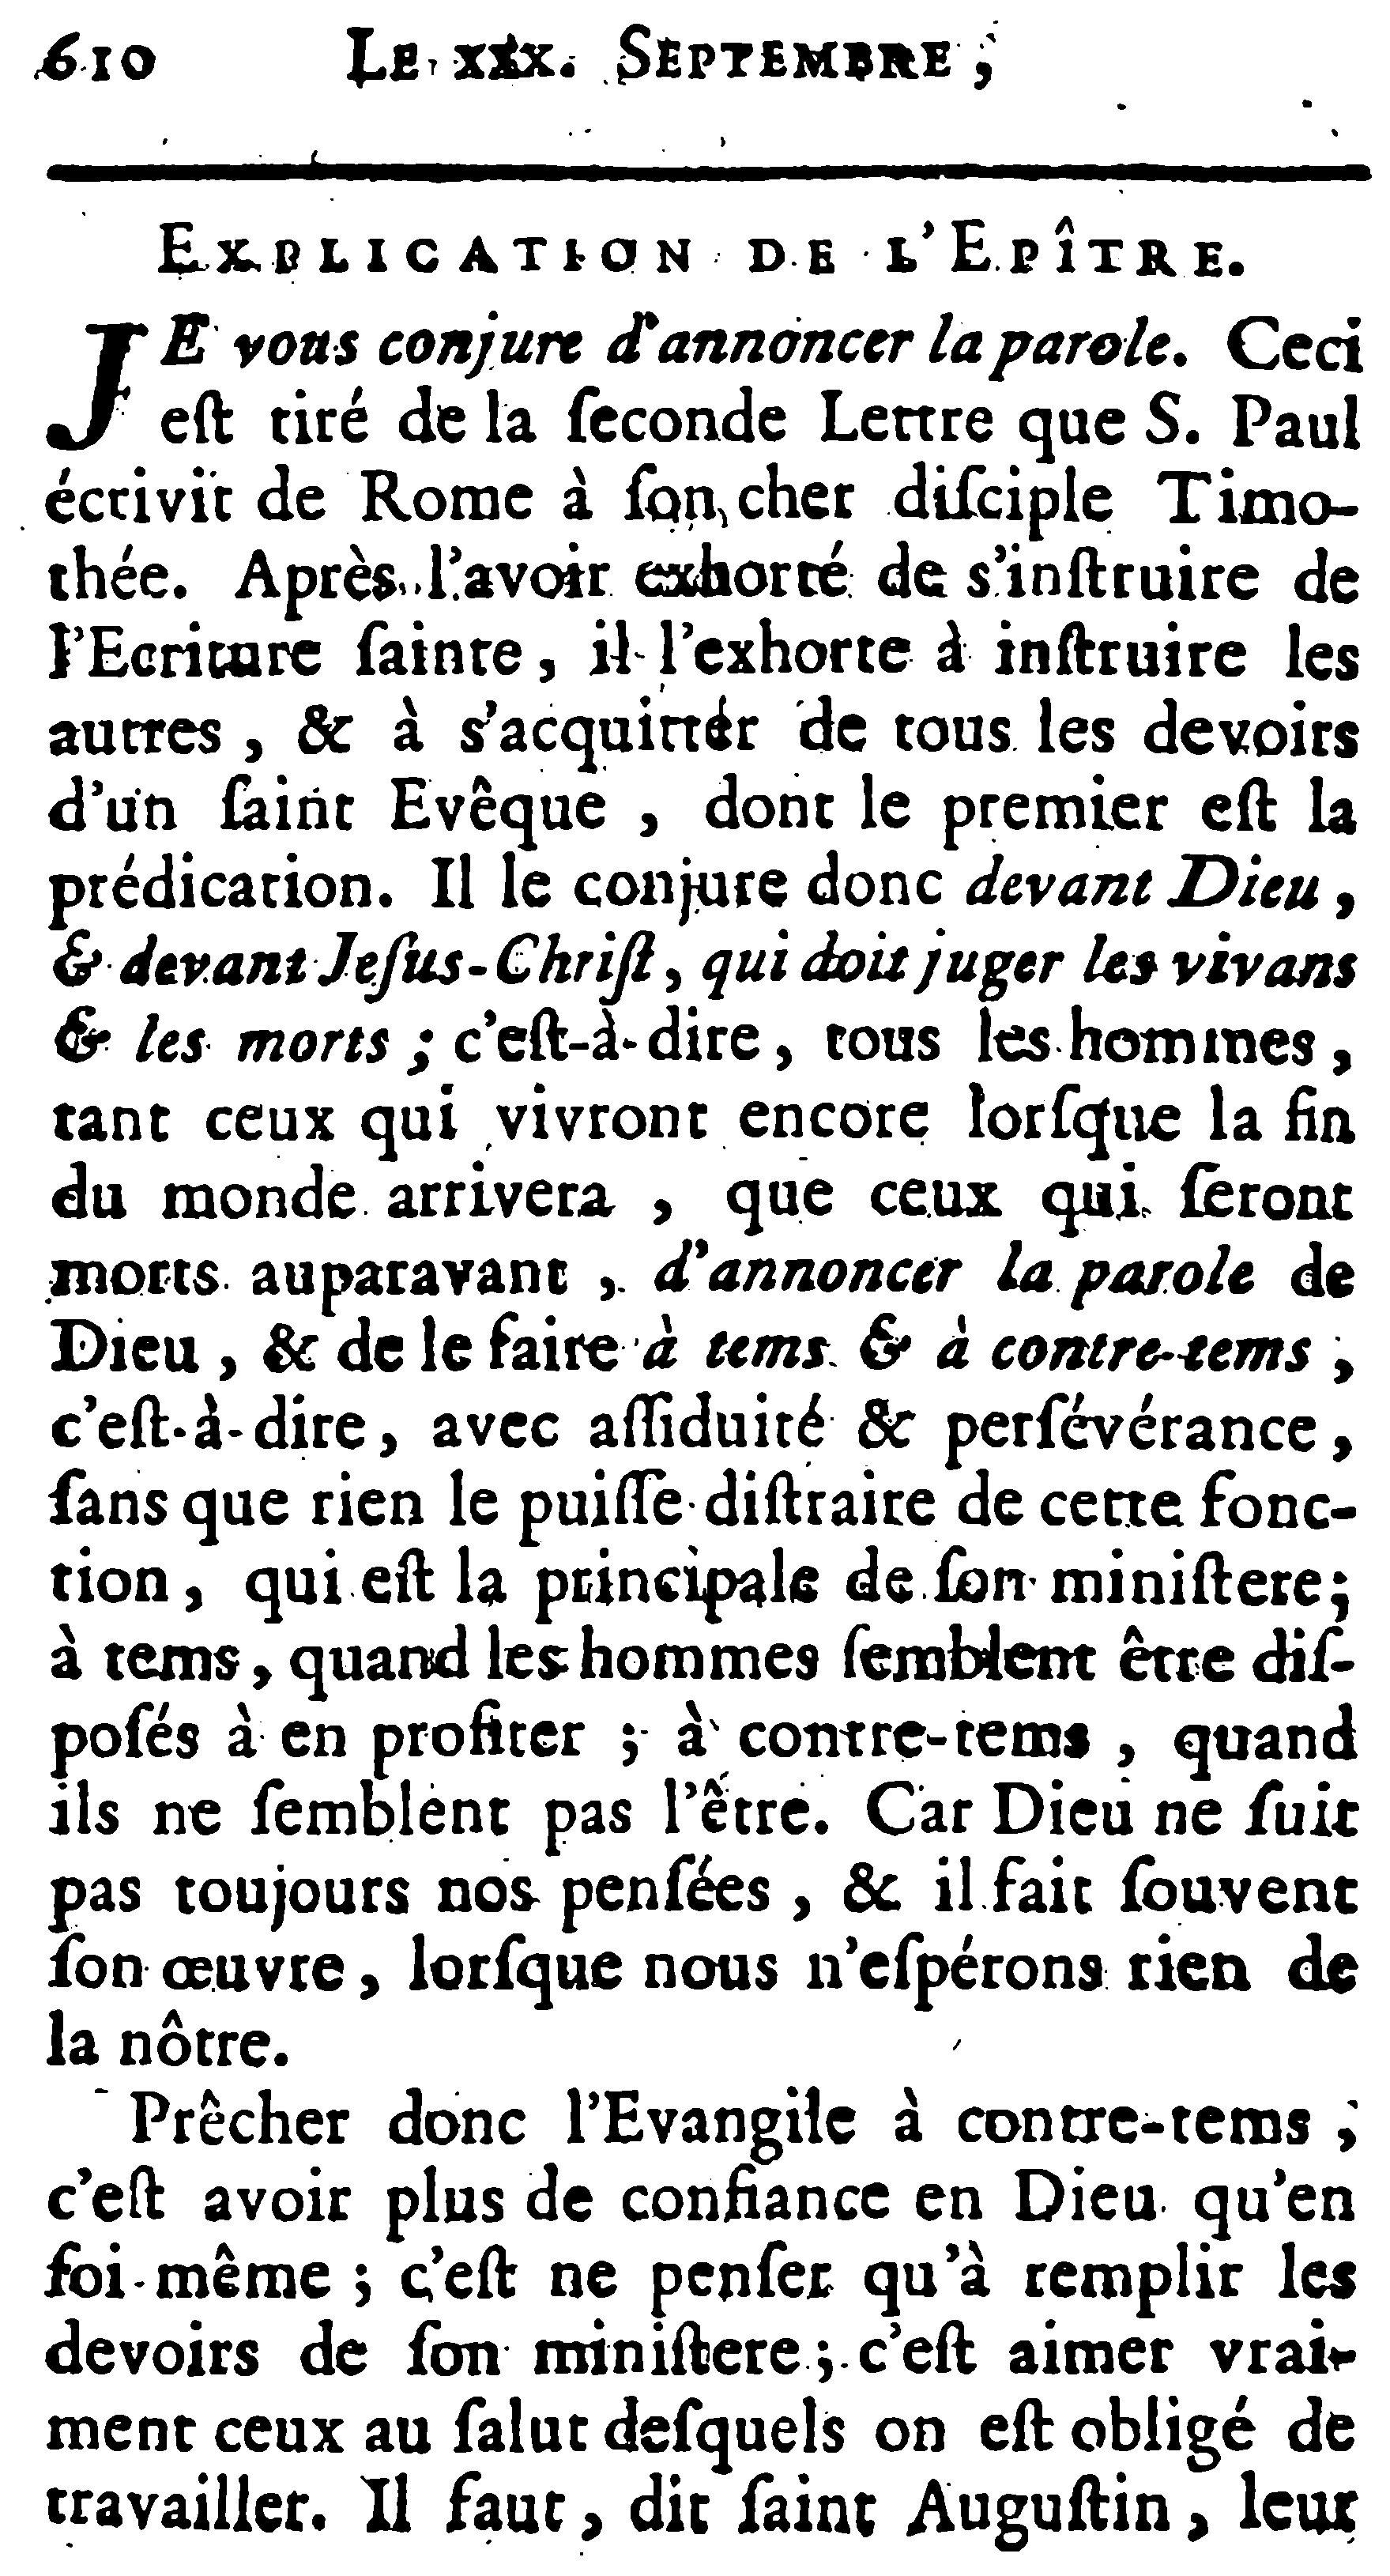 610 LE XXX. SEPTEMBRE,
EXPLICATION DE L'EPÎTRE.
JE vous conjure d'annoncer la parole. Ceci
eſt tiré de la ſeconde Lettre que S. Paul
écrivit de Rome à ſon cher diſciple Timo-
thée. Après l'avoir exhorté de s'inſtruire de
l'Ecriture ſainte, il l'exhorte à inſtruire les
autres, & à s'acquitter de tous les devoirs
d'un ſaint Evêque, dont le premier eſt la
prédication. Il le conjure donc devant Dieu,
& devant Jeſus-Chriſt, qui doit juger les vivans
& les morts; c'eſt-à-dire, tous les hommes,
tant ceux qui vivront encore lorſque la fin
du monde arrivera, que ceux qui ſeront
morts auparavant, d'annoncer la parole de
Dieu, & de le faire à tems & à contre-tems;
c'eſt-à-dire, avec aſſiduité & perſévérance,
ſans que rien le puiſſe diſtraire de cette fonc-
tion, qui eſt la principale de ſon miniſtere;
à tems, quand les hommes ſemblent être diſ-
poſés à en profiter; à contre-tems, quand
ils ne ſemblent pas l'être. Car Dieu ne ſuit
pas toujours nos penſées, & il fait ſouvent
ſon œuvre, lorſque nous n'eſpérons rien de
la nôtre.
Prêcher donc l'Evangile à contre-tems,
c'eſt avoir plus de confiance en Dieu qu'en
ſoi-même; c'eſt ne penſer qu'à remplir les
devoirs de ſon miniſtere; c'eſt aimer vrai-
ment ceux au ſalut deſquels on eſt obligé de
travailler. Il faut, dit ſaint Auguſtin, leur